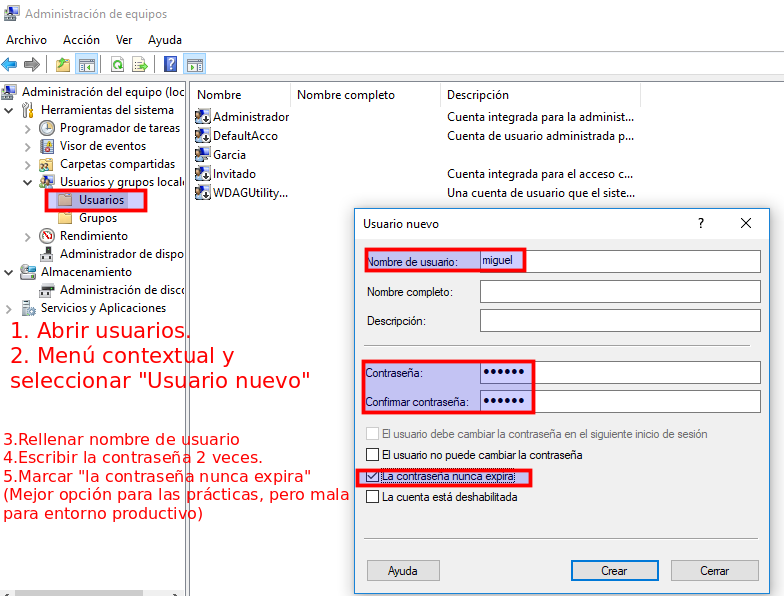 Administración de equipos
Archivo Acción Ver Ayuda
Administración del equipo (loc
Herramientas del sistema
Programador de tareas
Visor de eventos
Carpetas compartidas
Usuarios y grupos locale
Usuarios
Grupos
Rendimiento
Administrador de dispo
Almacenamiento
Administración de disco
Servicios y Aplicaciones
Nombre Nombre completo Descripción
Administrador Cuenta integrada para la administ...
DefaultAcco Cuenta de usuario administrada p...
Garcia
Invitado Cuenta integrada para el acceso c...
WDAGUtility... Una cuenta de usuario que el siste...
1. Abrir usuarios.
2. Menú contextual y
seleccionar "Usuario nuevo"
3.Rellenar nombre de usuario
4.Escribir la contraseña 2 veces.
5.Marcar "la contraseña nunca expira"
(Mejor opción para las prácticas, pero mala
para entorno productivo)
Usuario nuevo ?
Nombre de usuario: miguel
Nombre completo:
Descripción:
Contraseña: ●●●●●●
Confirmar contraseña: ●●●●●●
El usuario debe cambiar la contraseña en el siguiente inicio de sesión
El usuario no puede cambiar la contraseña
La contraseña nunca expira
La cuenta está deshabilitada
Ayuda Crear Cerrar